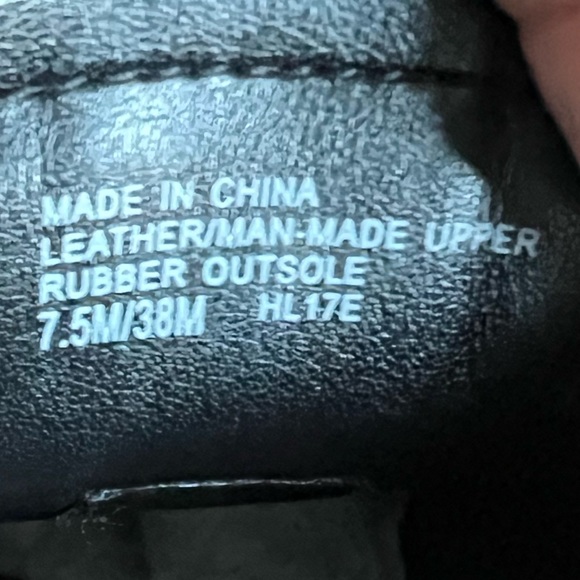 MADE IN CHINA
LEATHER/MAN-MADE UPPER
RUBBER OUTSOLE
7.5M/38M HL17E